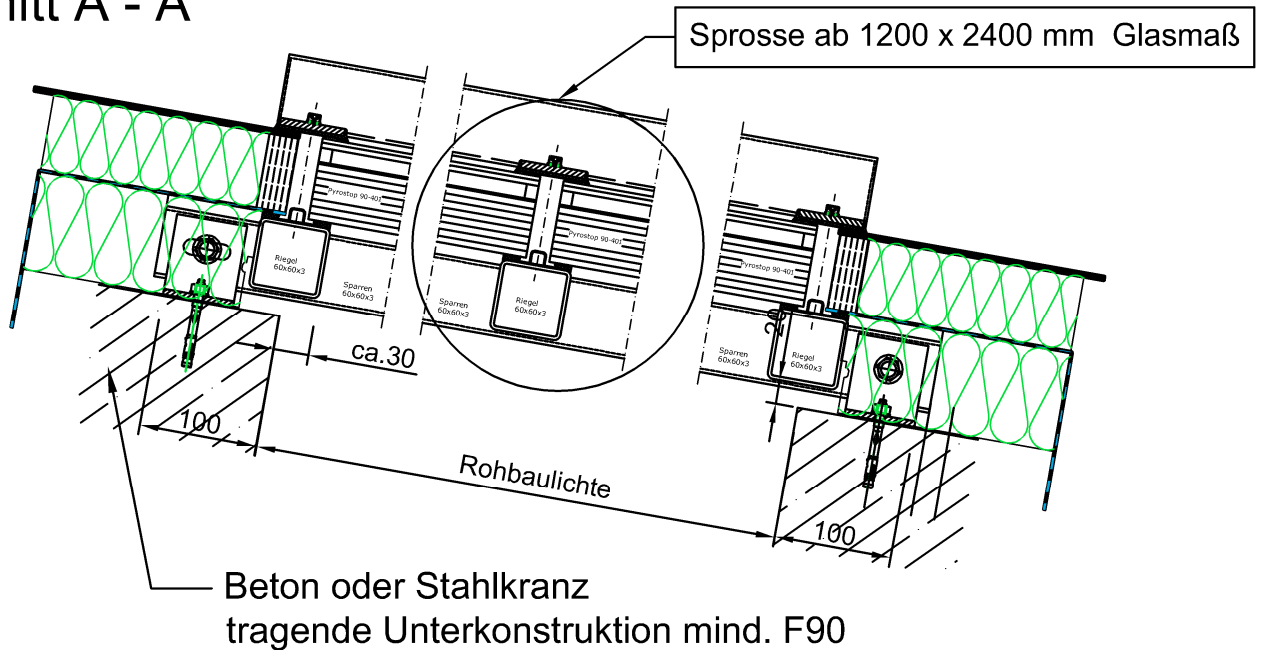 nitt A - A
Sprosse ab 1200 x 2400 mm Glasmaß
Pyrostop 90-401
Pyrostop 90-401
Pyrostop 90-401
Riegel
60x60x3
Sparren
60x60x3
Sparren
60x60x3
Riegel
60x60x3
Sparren
60x60x3
Riegel
60x60x3
ca.30
100
Rohbaulichte
100
Beton oder Stahlkranz
tragende Unterkonstruktion mind. F90